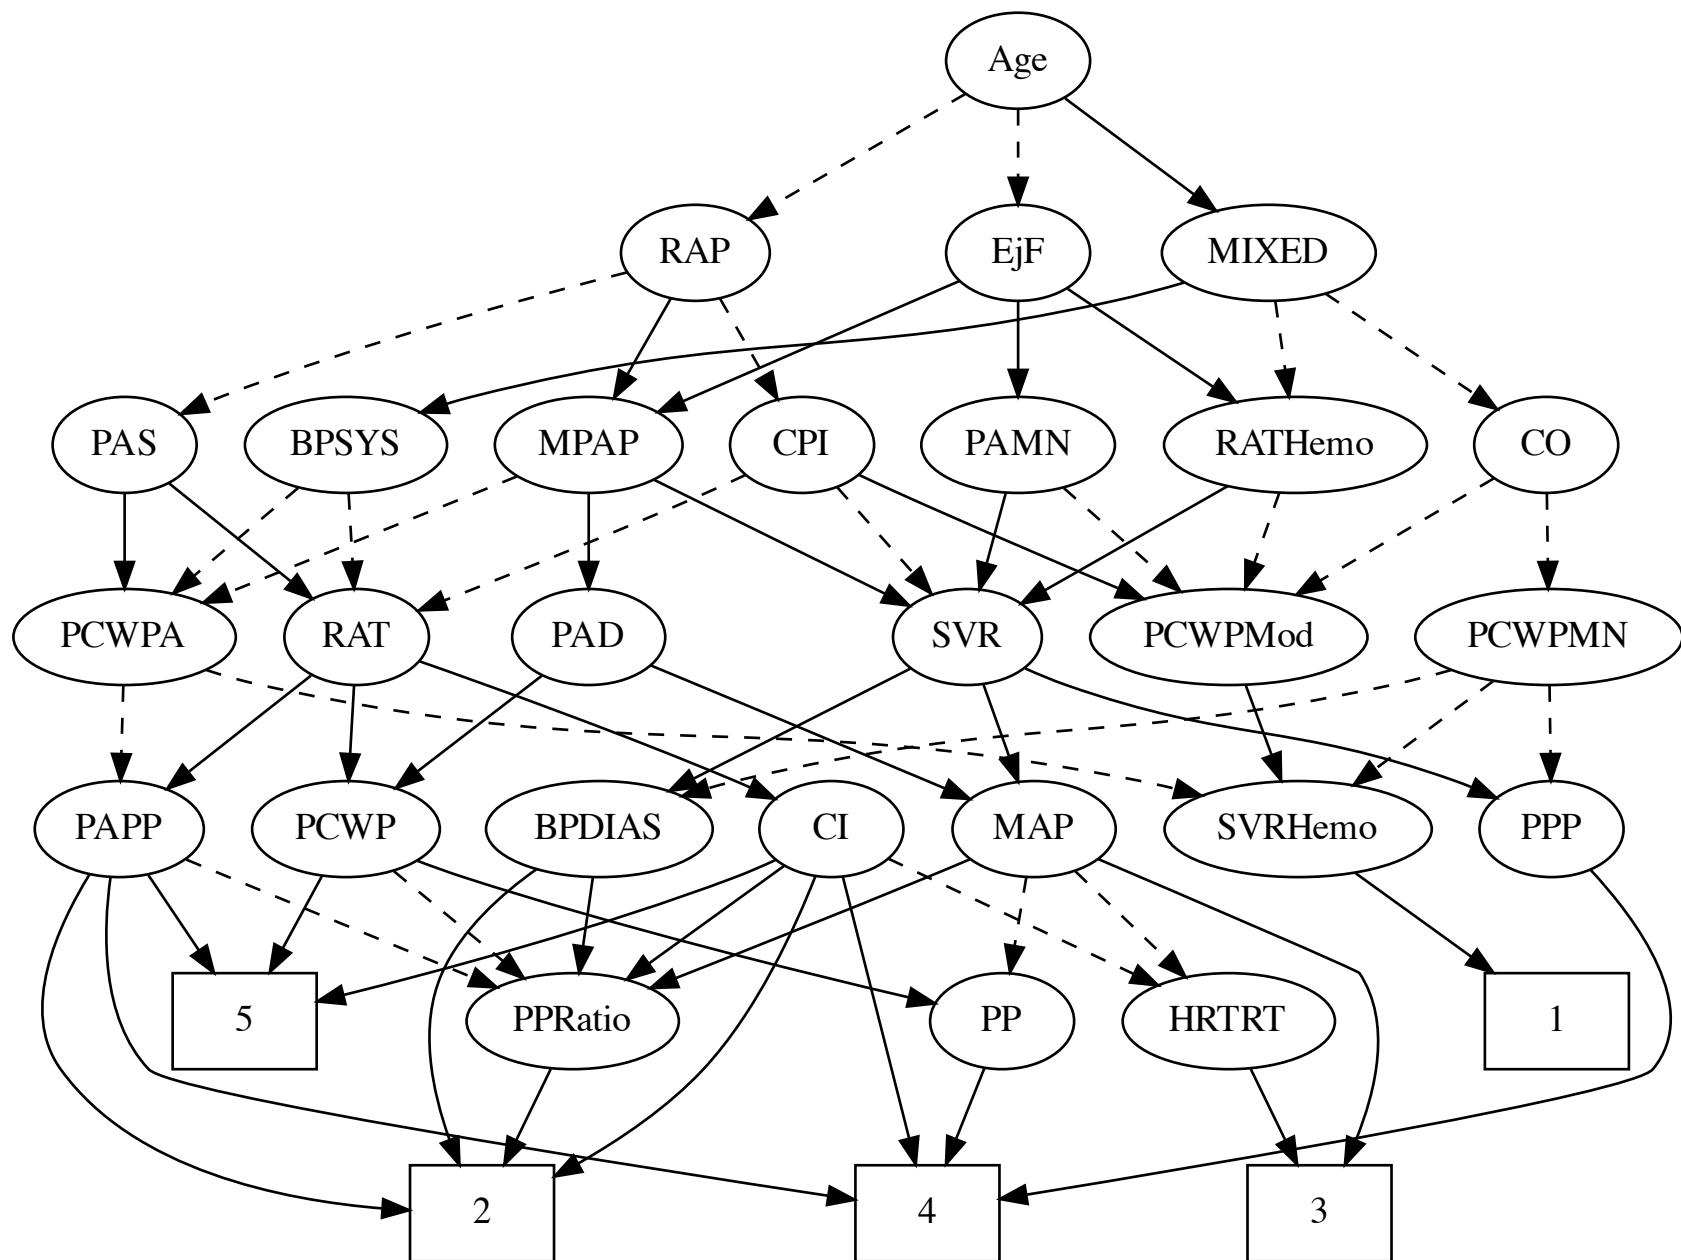 Age
RAP
EjF
MIXED
PAS
BPSYS
MPAP
CPI
PAMN
RATHemo
CO
PCWPA
RAT
PAD
SVR
PCWPMod
PCWPMN
PAPP
PCWP
BPDIAS
CI
MAP
SVRHemo
PPP
5
PPRatio
PP
HRTRT
1
2
4
3